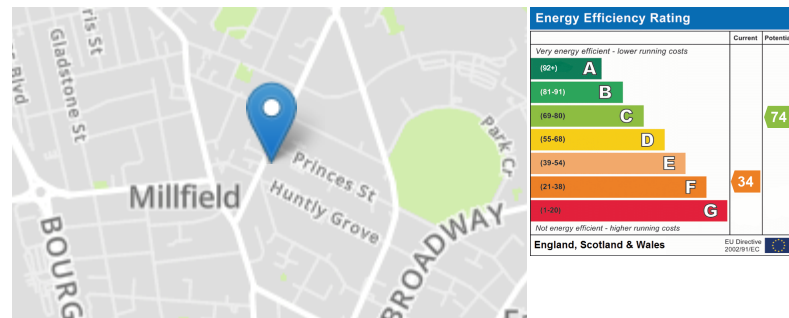 ris St
Gladstone St
Blvd
Millfield
Princes St
Huntly Grove
Park Cr
BROADWAY
BOURG
Energy Efficiency Rating
Current Potentia
Very energy efficient - lower running costs
(92+) A
(81-91) B
(69-80) C
74
(55-68) D
(39-54) E
(21-38) F
34
(1-20) G
Not energy efficient - higher running costs
England, Scotland & Wales
EU Directive
2002/91/EC